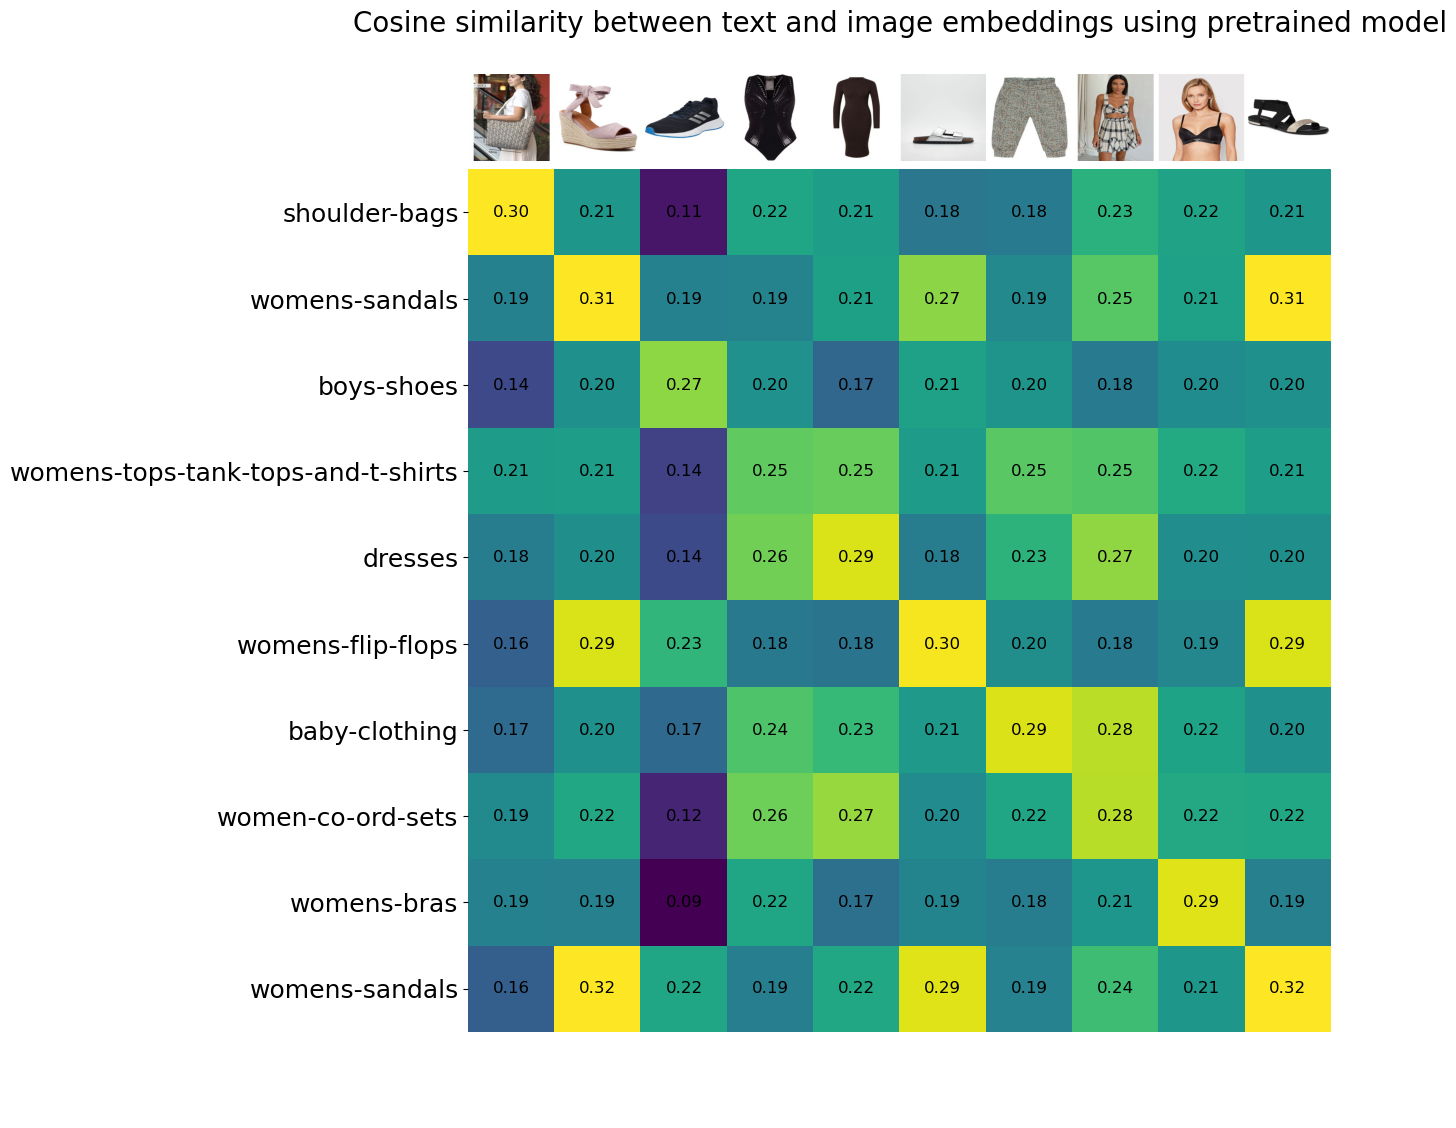 Cosine similarity between text and image embeddings using pretrained model
shoulder-bags 0.30 0.21 0.11 0.22 0.21 0.18 0.18 0.23 0.22 0.21
womens-sandals 0.19 0.31 0.19 0.19 0.21 0.27 0.19 0.25 0.21 0.31
boys-shoes 0.14 0.20 0.27 0.20 0.17 0.21 0.20 0.18 0.20 0.20
womens-tops-tank-tops-and-t-shirts 0.21 0.21 0.14 0.25 0.25 0.21 0.25 0.25 0.22 0.21
dresses 0.18 0.20 0.14 0.26 0.29 0.18 0.23 0.27 0.20 0.20
womens-flip-flops 0.16 0.29 0.23 0.18 0.18 0.30 0.20 0.18 0.19 0.29
baby-clothing 0.17 0.20 0.17 0.24 0.23 0.21 0.29 0.28 0.22 0.20
women-co-ord-sets 0.19 0.22 0.12 0.26 0.27 0.20 0.22 0.28 0.22 0.22
womens-bras 0.19 0.19 0.09 0.22 0.17 0.19 0.18 0.21 0.29 0.19
womens-sandals 0.16 0.32 0.22 0.19 0.22 0.29 0.19 0.24 0.21 0.32